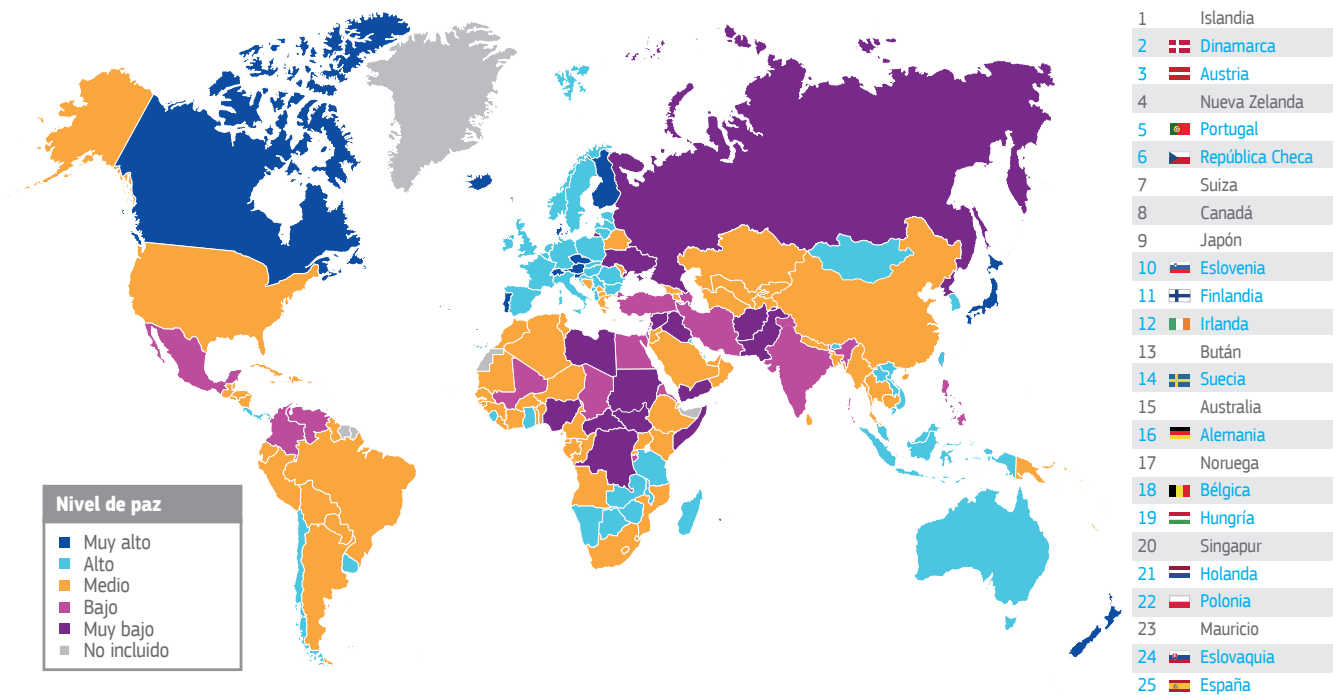 1 Islandia
2 Dinamarca
3 Austria
4 Nueva Zelanda
5 Portugal
6 República Checa
7 Suiza
8 Canadá
9 Japón
10 Eslovenia
11 Finlandia
12 Irlanda
13 Bután
14 Suecia
15 Australia
16 Alemania
17 Noruega
18 Bélgica
19 Hungría
20 Singapur
21 Holanda
22 Polonia
23 Mauricio
24 Eslovaquia
25 España
Nivel de paz
Muy alto
Alto
Medio
Bajo
Muy bajo
No incluido